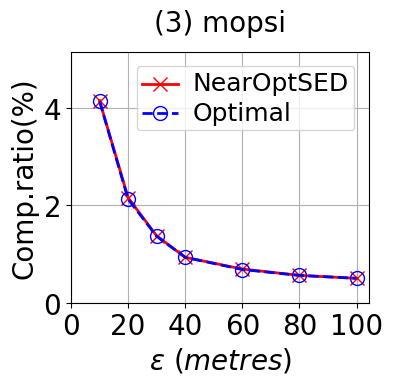 (3) mopsi
NearOptSED
Optimal
Comp.ratio(%)
4
2
0
0 20 40 60 80 100
ε (metres)